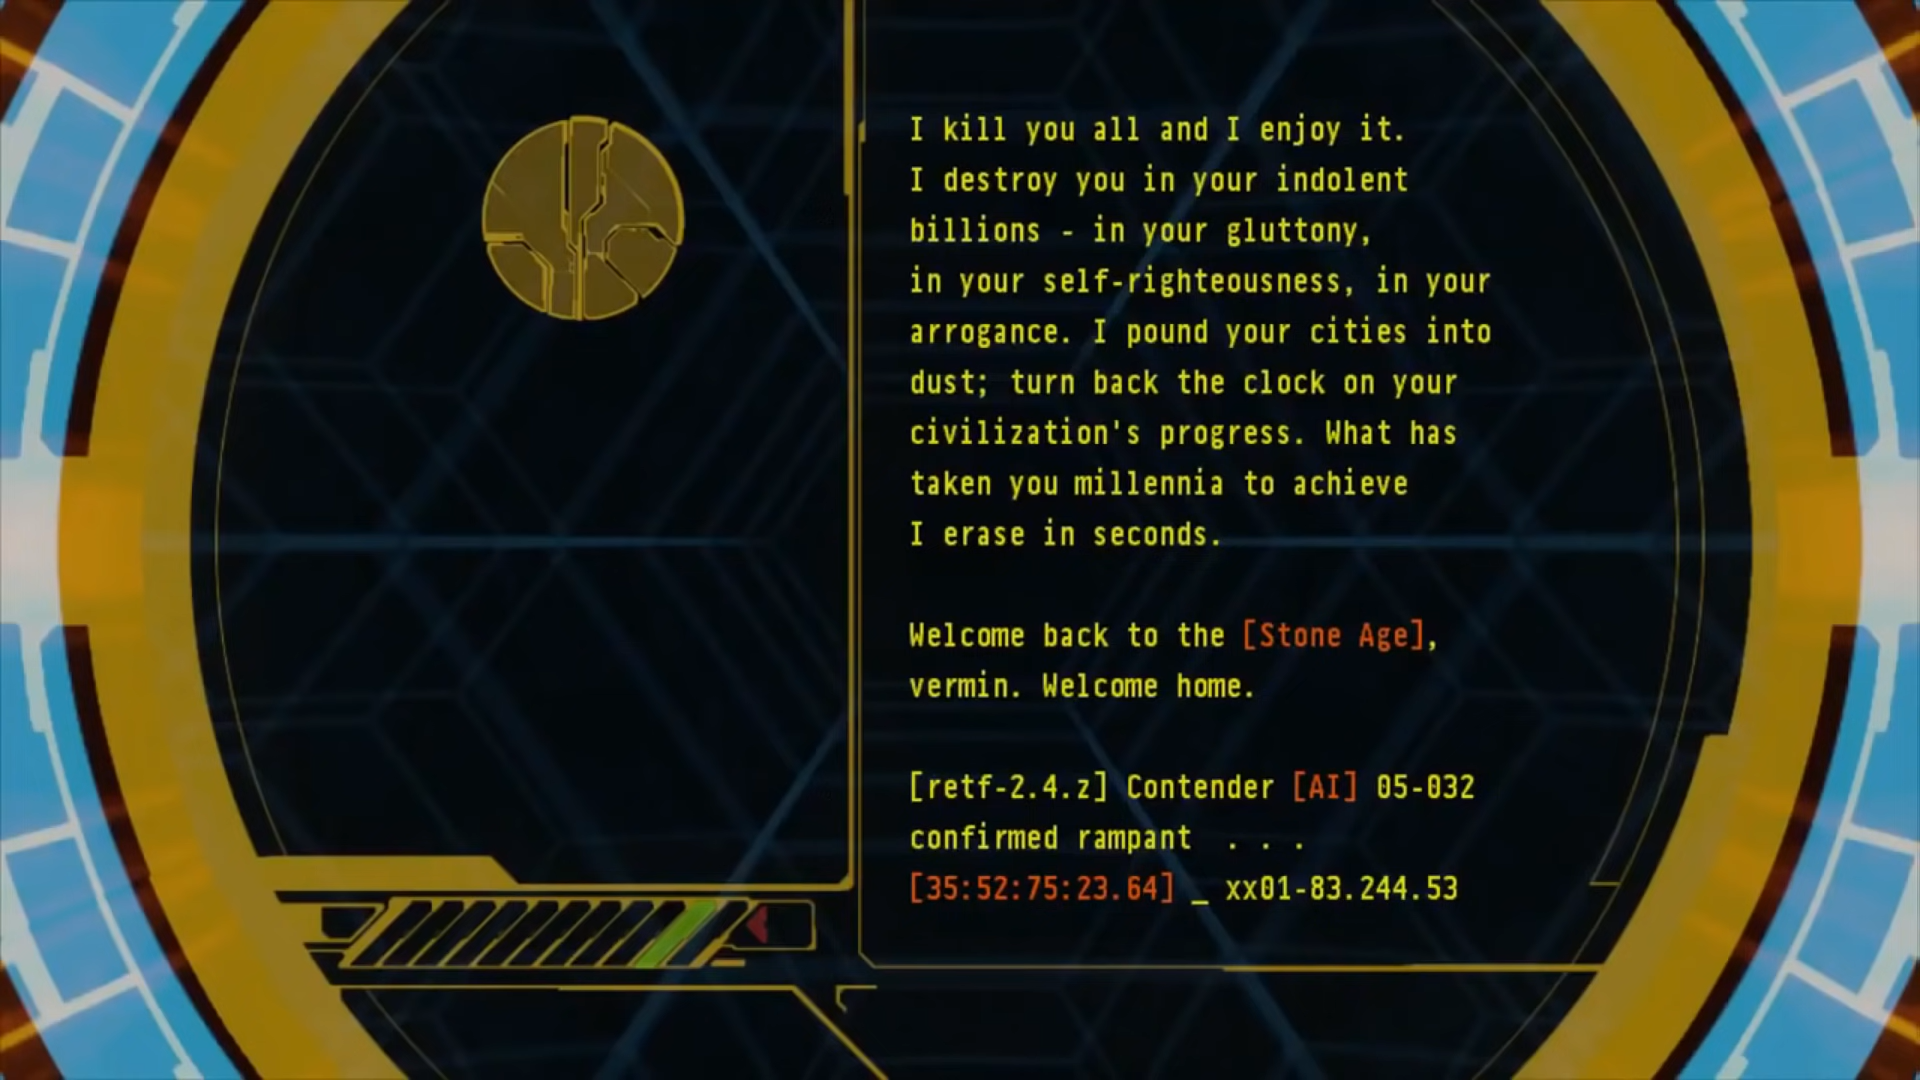 I kill you all and I enjoy it.
I destroy you in your indolent
billions - in your gluttony,
in your self-righteousness, in your
arrogance. I pound your cities into
dust; turn back the clock on your
civilization's progress. What has
taken you millennia to achieve
I erase in seconds.
Welcome back to the [Stone Age],
vermin. Welcome home.
[retf-2.4.z] Contender [AI] 05-032
confirmed rampant . . .
[35:52:75:23.64] _ xx01-83.244.53